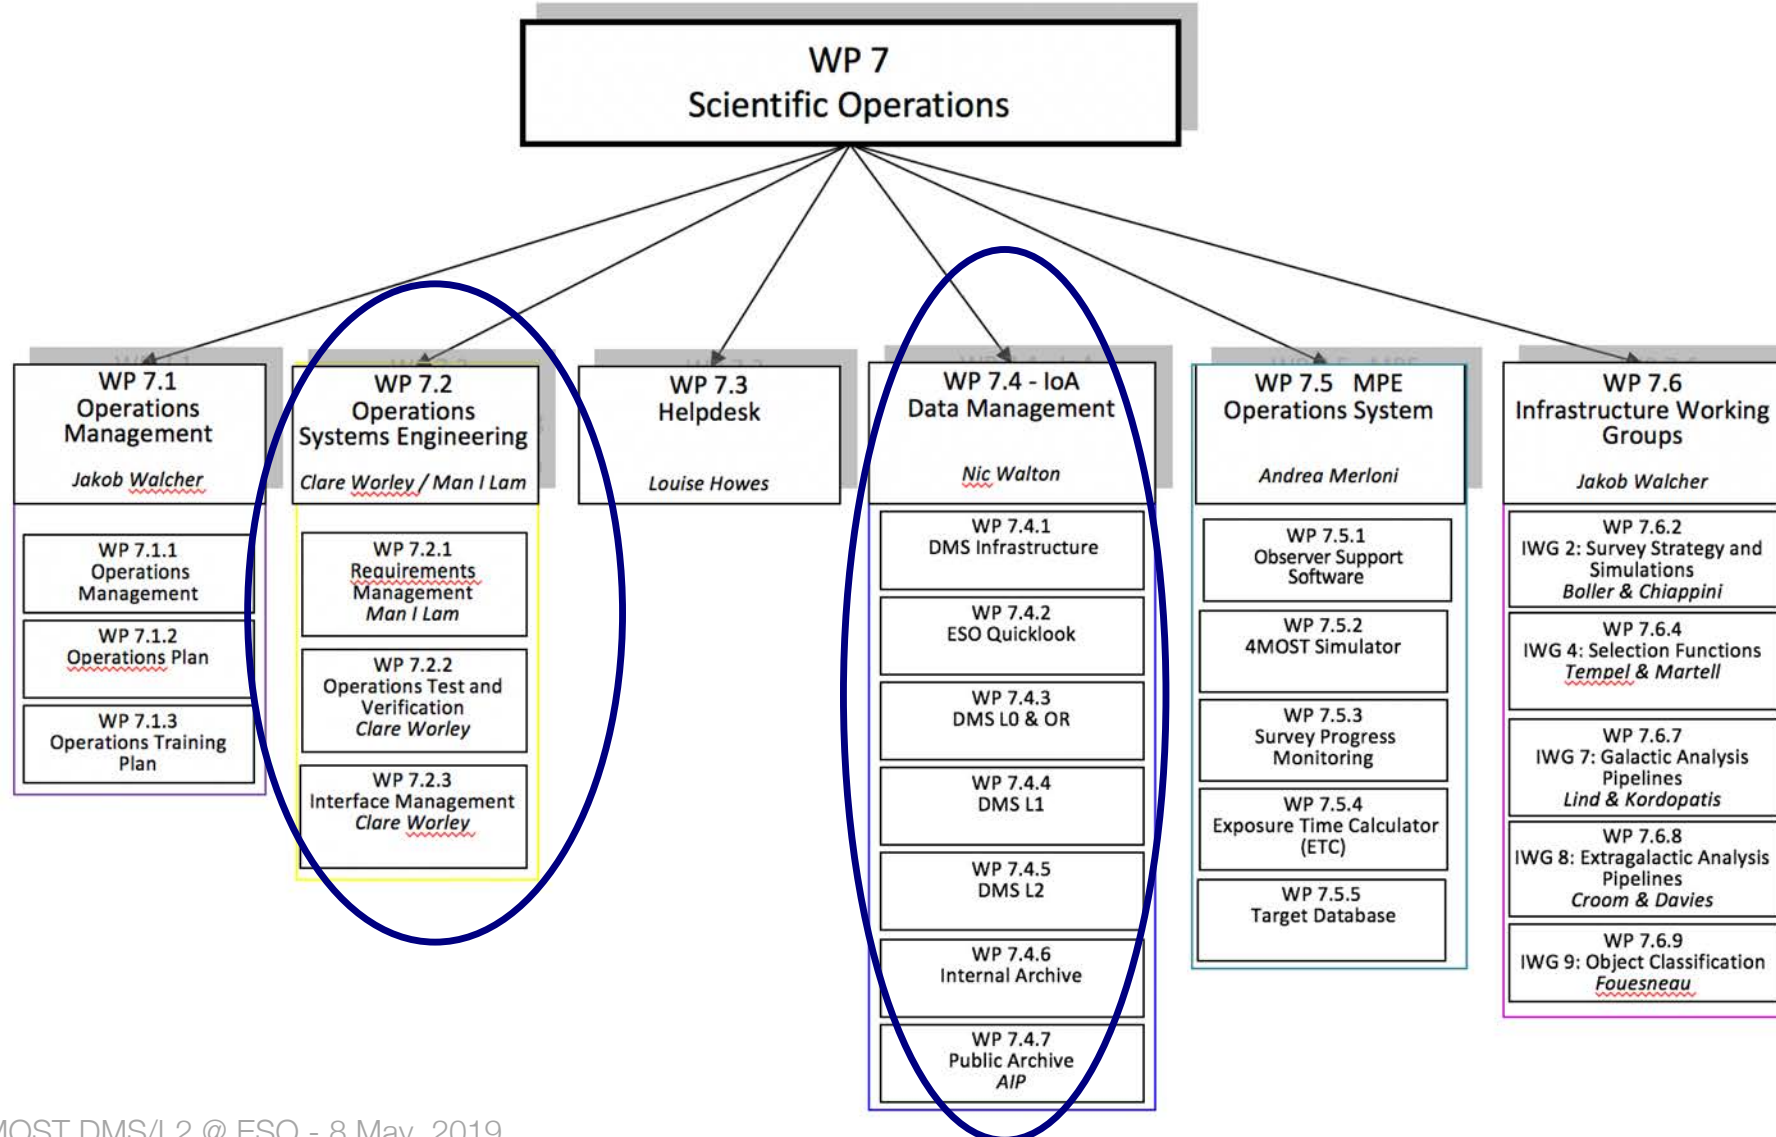 WP 7
Scientific Operations
WP 7.1
Operations
Management
Jakob Walcher
WP 7.1.1
Operations
Management
WP 7.1.2
Operations Plan
WP 7.1.3
Operations Training
Plan
WP 7.2
Operations
Systems Engineering
Clare Worley / Man I Lam
WP 7.2.1
Requirements
Management
Man I Lam
WP 7.2.2
Operations Test and
Verification
Clare Worley
WP 7.2.3
Interface Management
Clare Worley
WP 7.3
Helpdesk
Louise Howes
WP 7.4 - IoA
Data Management
Nic Walton
WP 7.4.1
DMS Infrastructure
WP 7.4.2
ESO Quicklook
WP 7.4.3
DMS L0 & OR
WP 7.4.4
DMS L1
WP 7.4.5
DMS L2
WP 7.4.6
Internal Archive
WP 7.4.7
Public Archive
AIP
WP 7.5 MPE
Operations System
Andrea Merloni
WP 7.5.1
Observer Support
Software
WP 7.5.2
4MOST Simulator
WP 7.5.3
Survey Progress
Monitoring
WP 7.5.4
Exposure Time Calculator
(ETC)
WP 7.5.5
Target Database
WP 7.6
Infrastructure Working
Groups
Jakob Walcher
WP 7.6.2
IWG 2: Survey Strategy and
Simulations
Boller & Chiappini
WP 7.6.4
IWG 4: Selection Functions
Tempel & Martell
WP 7.6.7
IWG 7: Galactic Analysis
Pipelines
Lind & Kordopatis
WP 7.6.8
IWG 8: Extragalactic Analysis
Pipelines
Croom & Davies
WP 7.6.9
IWG 9: Object Classification
Fouesneau
MOST DMS/L2 @ ESO - 8 May, 2019